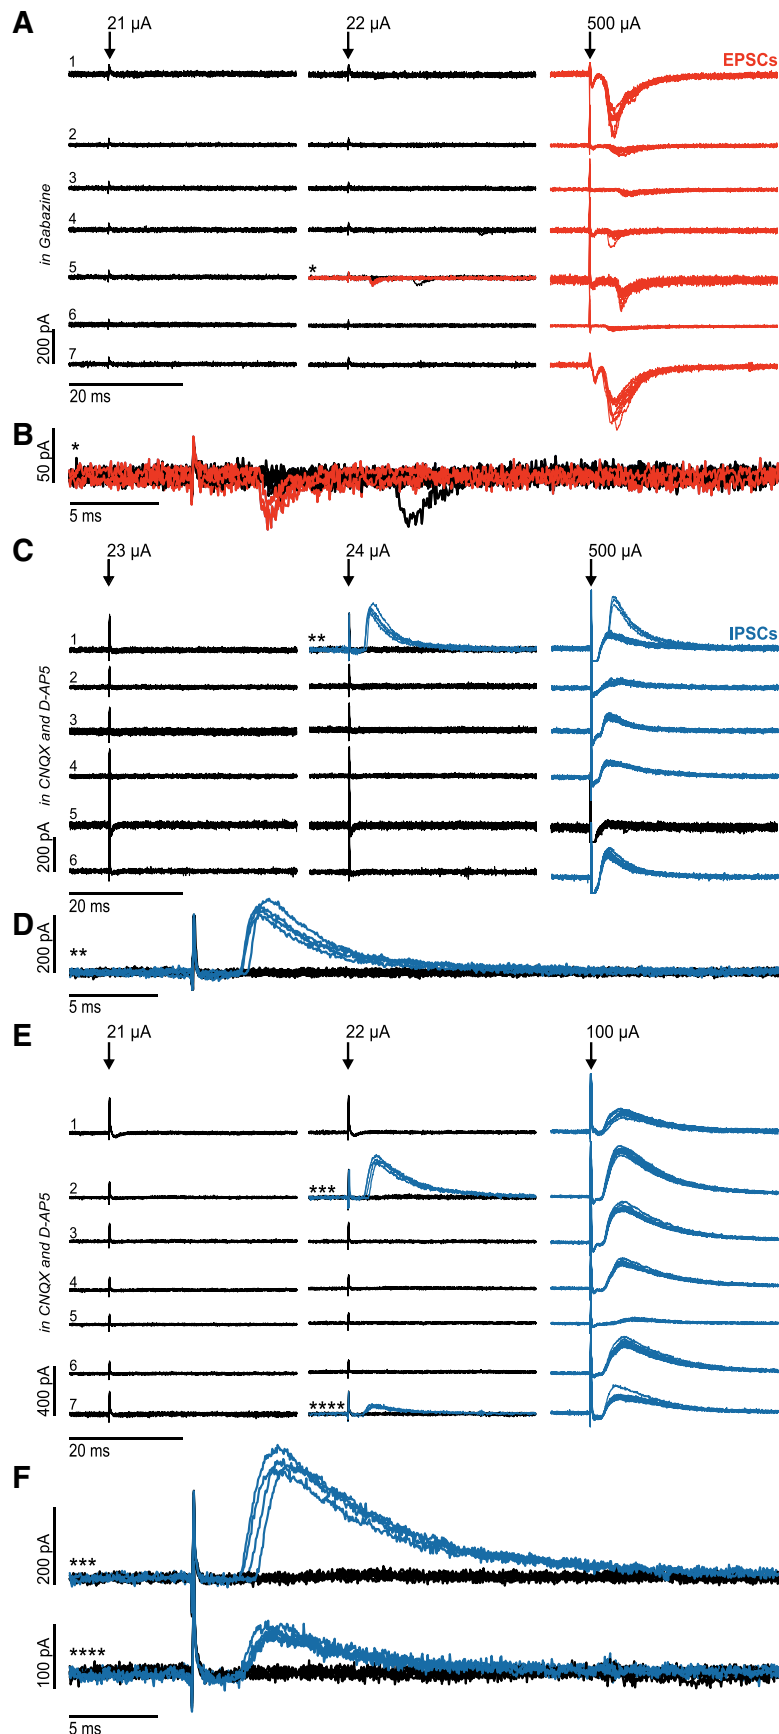 A
21 µA
22 µA
500 µA
EPSCs
1
2
3
4
5
6
7
*
in Gabazine
200 pA
20 ms
B
50 pA
*
5 ms
C
23 µA
24 µA
500 µA
IPSCs
1
2
3
4
5
6
**
in CNQX and D-AP5
200 pA
20 ms
D
200 pA
**
5 ms
E
21 µA
22 µA
100 µA
1
2
3
4
5
6
7
***
****
in CNQX and D-AP5
400 pA
20 ms
F
200 pA
***
100 pA
****
5 ms